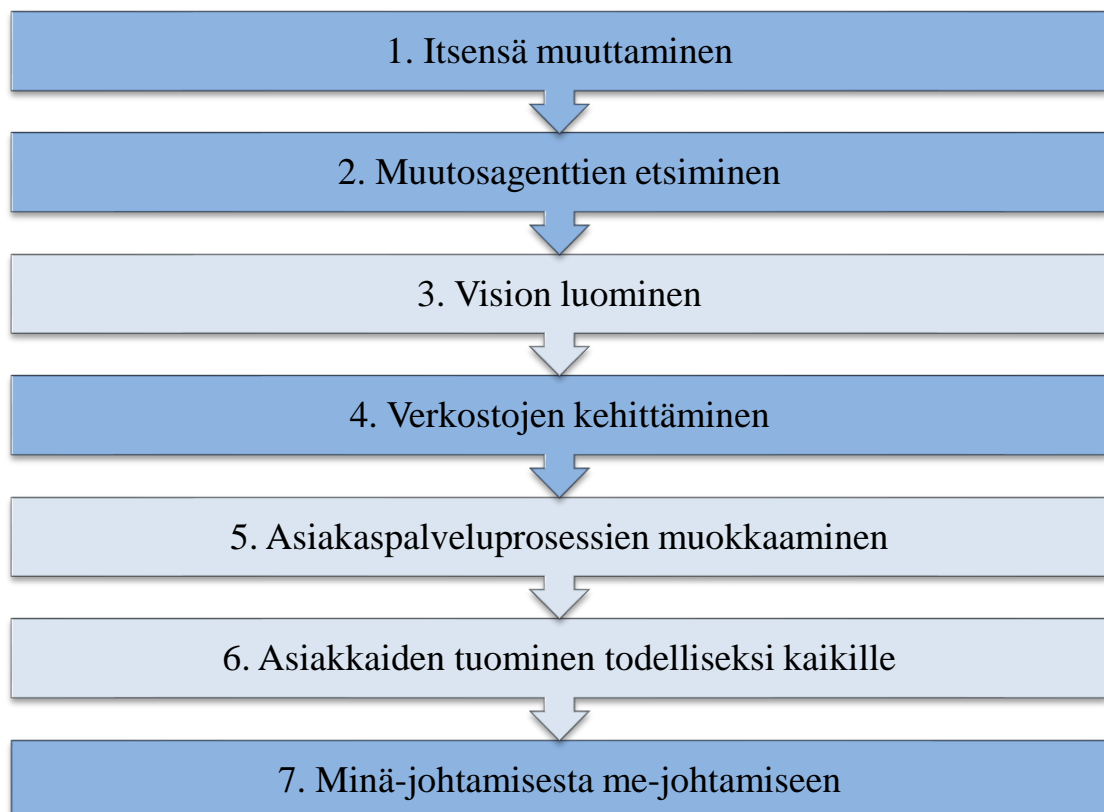 1. Itsensä muuttaminen
2. Muutosagenttien etsiminen
3. Vision luominen
4. Verkostojen kehittäminen
5. Asiakaspalveluprosessien muokkaaminen
6. Asiakkaiden tuominen todelliseksi kaikille
7. Minä-johtamisesta me-johtamiseen